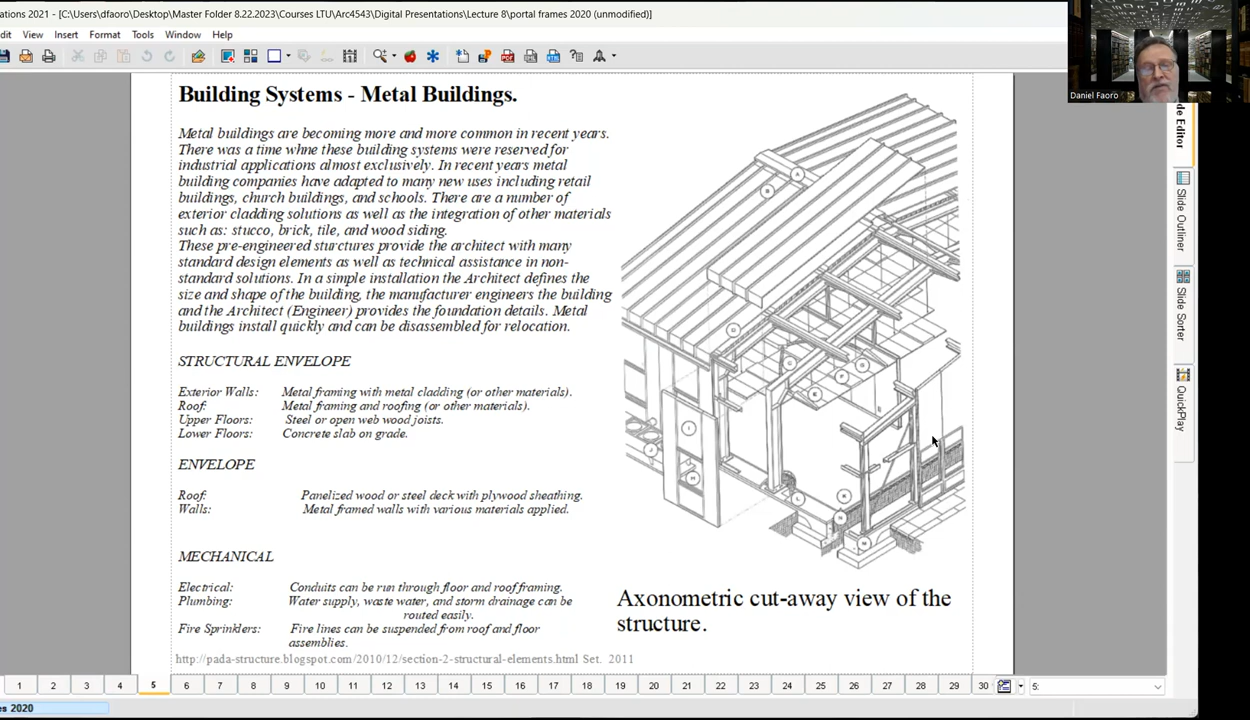 ations 2021 - [C:\Users\dfaoro\Desktop\Master Folder 8.22.2023\Courses LTU\Arc4543\Digital Presentations\Lecture 8\portal frames 2020 (unmodified)]
dit View Insert Format Tools Window Help
Daniel Faoro
Building Systems - Metal Buildings.
Metal buildings are becoming more and more common in recent years.
There was a time whne these building systems were reserved for
industrial applications almost exclusively. In recent years metal
building companies have adapted to many new uses including retail
buildings, church buildings, and schools. There are a number of
exterior cladding solutions as well as the integration of other materials
such as: stucco, brick, tile, and wood siding.
These pre-engineered sturctures provide the architect with many
standard design elements as well as technical assistance in non-
standard solutions. In a simple installation the Architect defines the
size and shape of the building, the manufacturer engineers the building
and the Architect (Engineer) provides the foundation details. Metal
buildings install quickly and can be disassembled for relocation.
STRUCTURAL ENVELOPE
Exterior Walls: Metal framing with metal cladding (or other materials).
Roof: Metal framing and roofing (or other materials).
Upper Floors: Steel or open web wood joists.
Lower Floors: Concrete slab on grade.
ENVELOPE
Roof: Panelized wood or steel deck with plywood sheathing.
Walls: Metal framed walls with various materials applied.
MECHANICAL
Electrical: Conduits can be run through floor and roof framing.
Plumbing: Water supply, waste water, and storm drainage can be
routed easily.
Fire Sprinklers: Fire lines can be suspended from roof and floor
assemblies.
http://pada-structure.blogspot.com/2010/12/section-2-structural-elements.html Set. 2011
Axonometric cut-away view of the
structure.
de Editor
Slide Outliner
Slide Sorter
QuickPlay
1 2 3 4 5 6 7 8 9 10 11 12 13 14 15 16 17 18 19 20 21 22 23 24 25 26 27 28 29 30 5:
es 2020